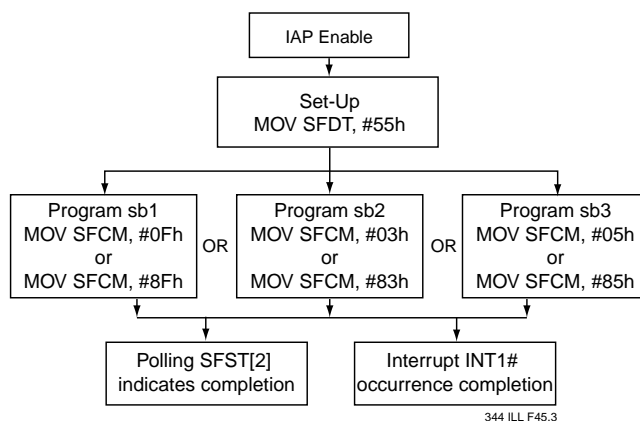 IAP Enable
Set-Up
MOV SFDT, #55h
Program sb1
MOV SFCM, #0Fh
or
MOV SFCM, #8Fh
OR
Program sb2
MOV SFCM, #03h
or
MOV SFCM, #83h
OR
Program sb3
MOV SFCM, #05h
or
MOV SFCM, #85h
Polling SFST[2]
indicates completion
Interrupt INT1#
occurrence completion
344 ILL F45.3